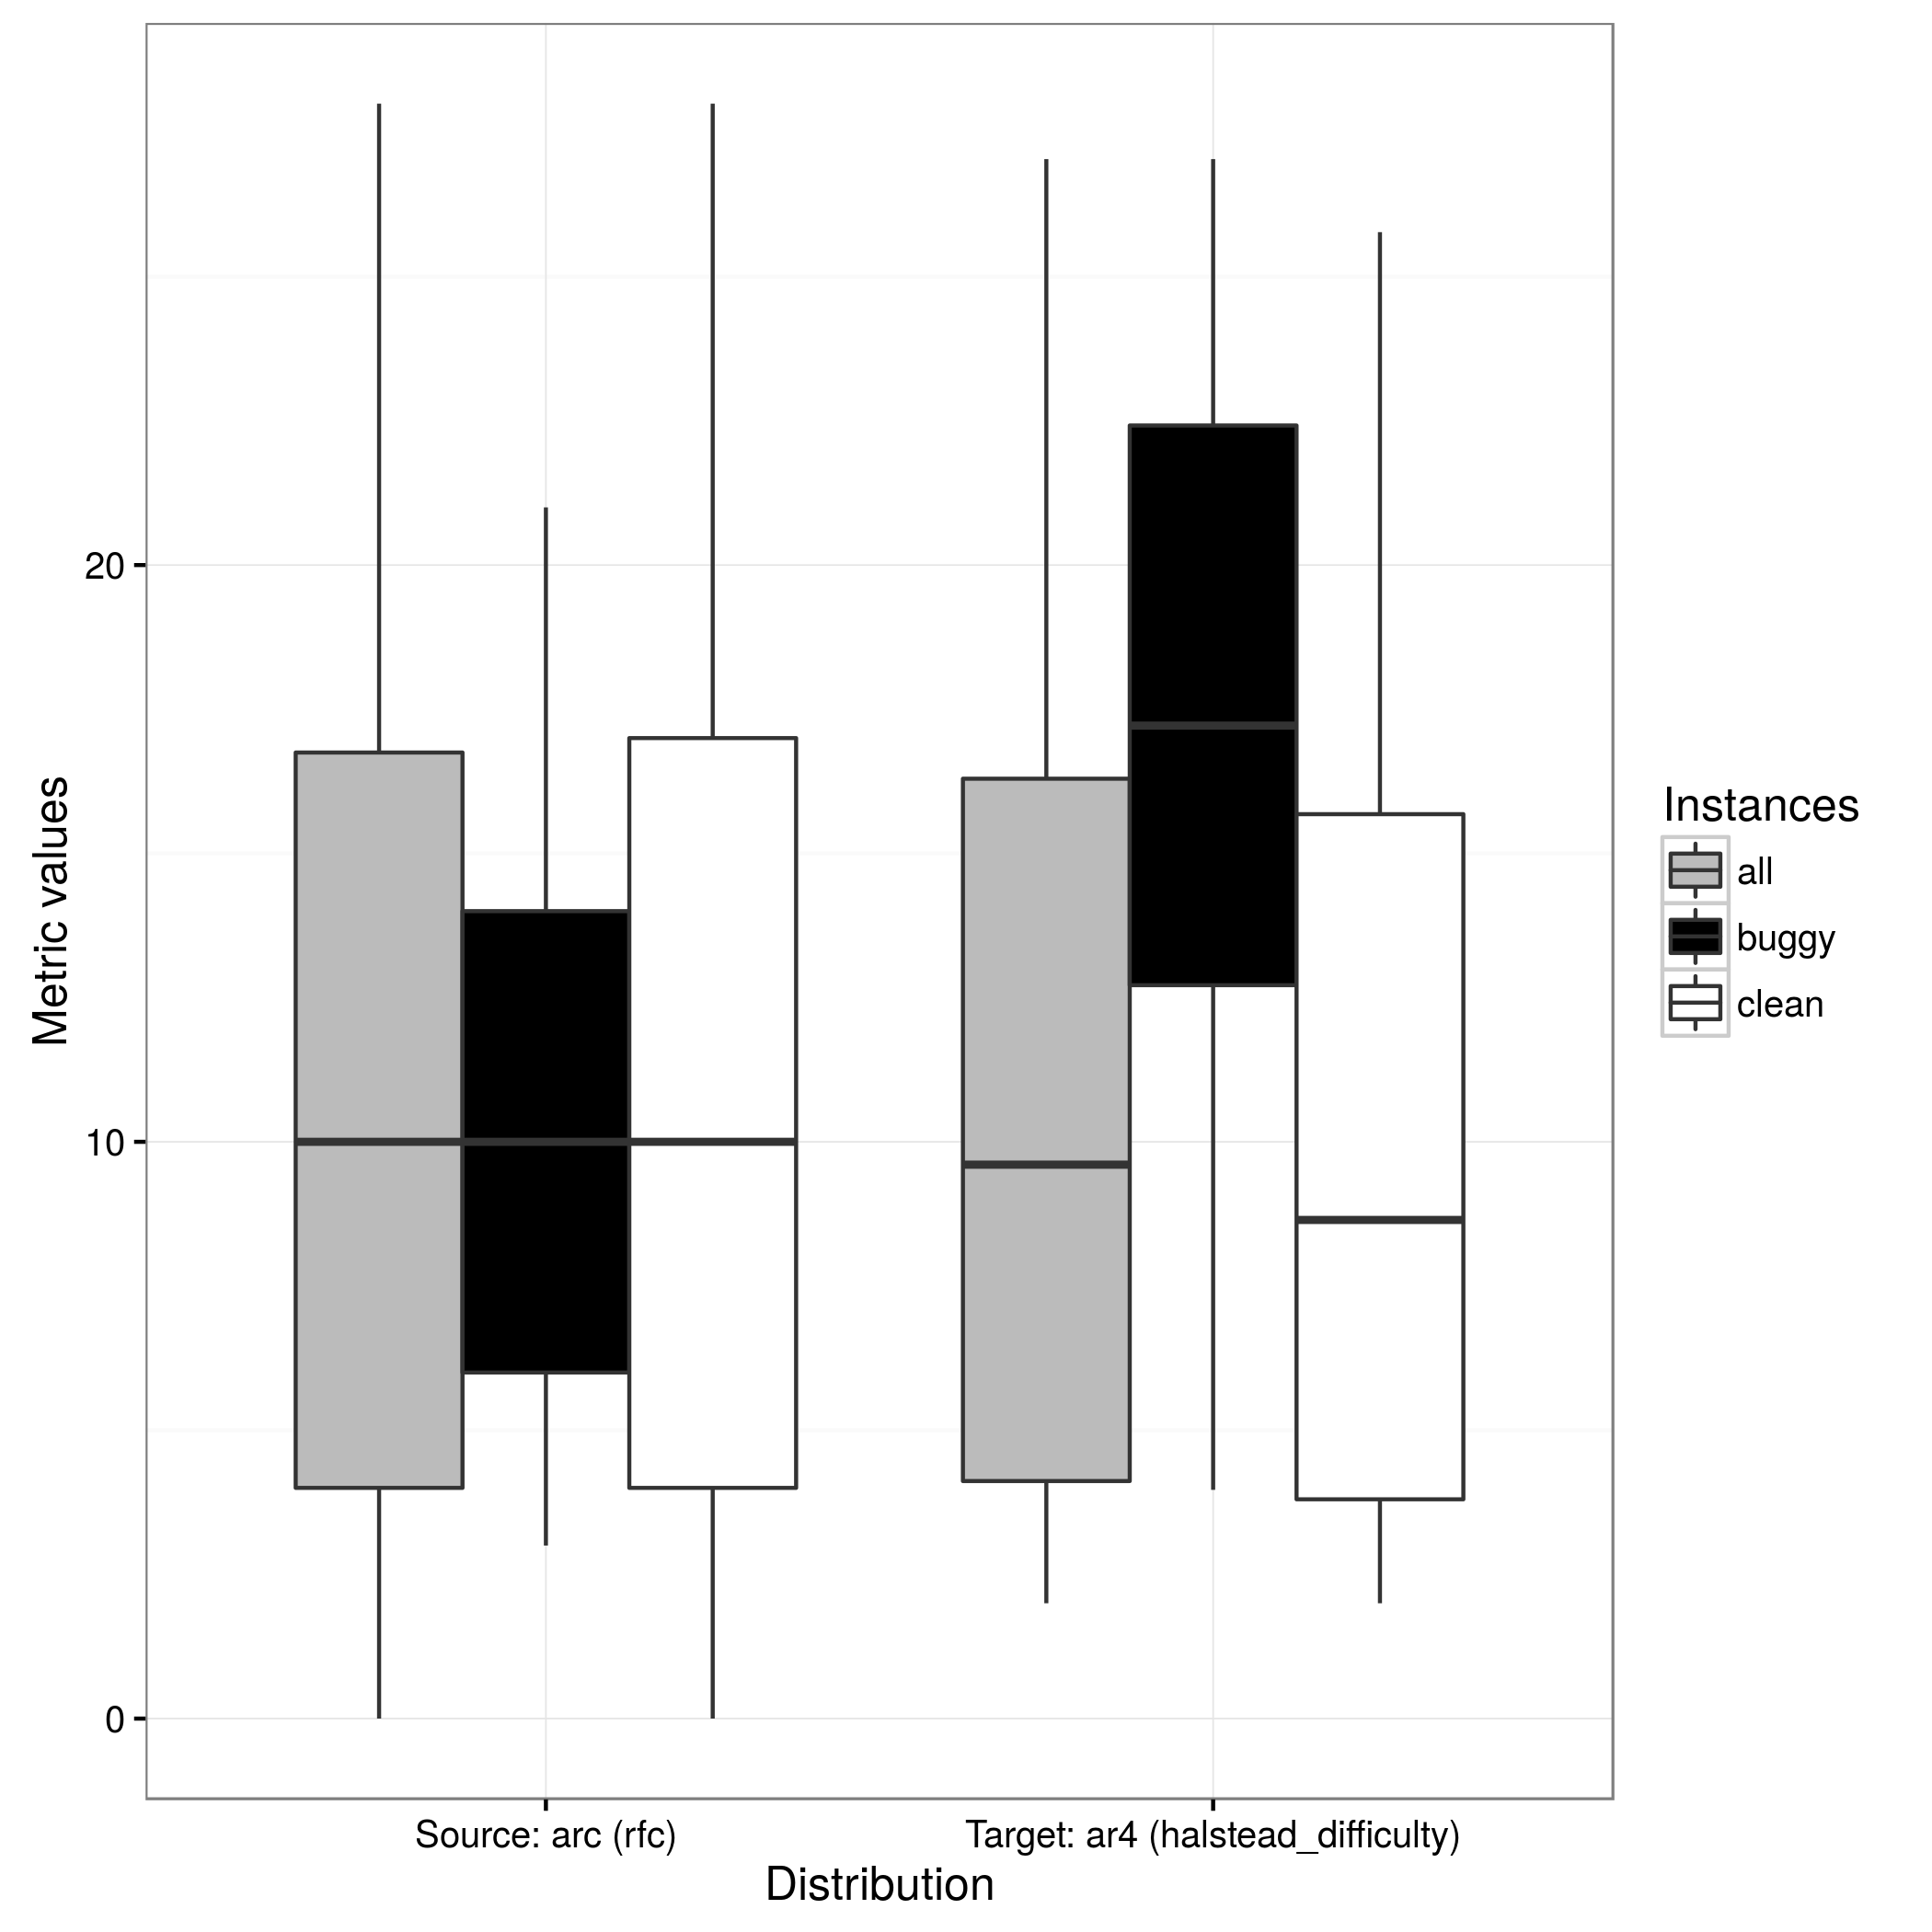 Metric values
20
10
0
Source: arc (rfc)
Target: ar4 (halstead_difficulty)
Distribution
Instances
all
buggy
clean